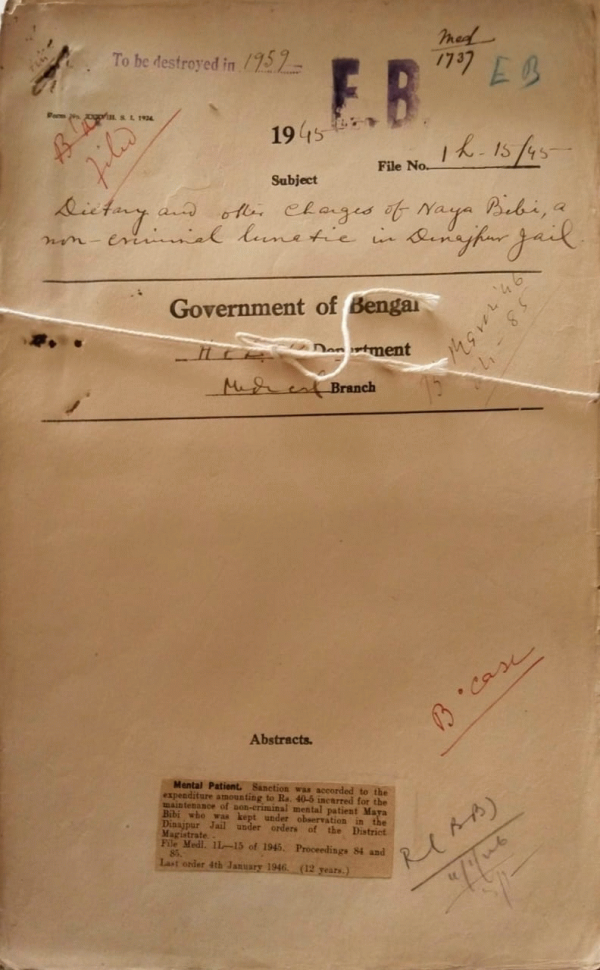 To be destroyed in 1959
Med
1737
E B
E.B.
Form No. XXXVIII. S. I. 1934.
B'
filed
1945
File No. 1L-15/45
Subject
Dietary and other charges of Naya Bibi, a
non-criminal lunatic in Dinajpur Jail.
Government of Bengal
Department
Medical Branch
84-85
B. case
Abstracts.
Mental Patient. Sanction was accorded to the
expenditure amounting to Rs. 40-5 incurred for the
maintenance of non-criminal mental patient Maya
Bibi who was kept under observation in the
Dinajpur Jail under orders of the District
Magistrate.
File Medl. 1L—15 of 1945. Proceedings 84 and
85.
Last order 4th January 1946. (12 years.)